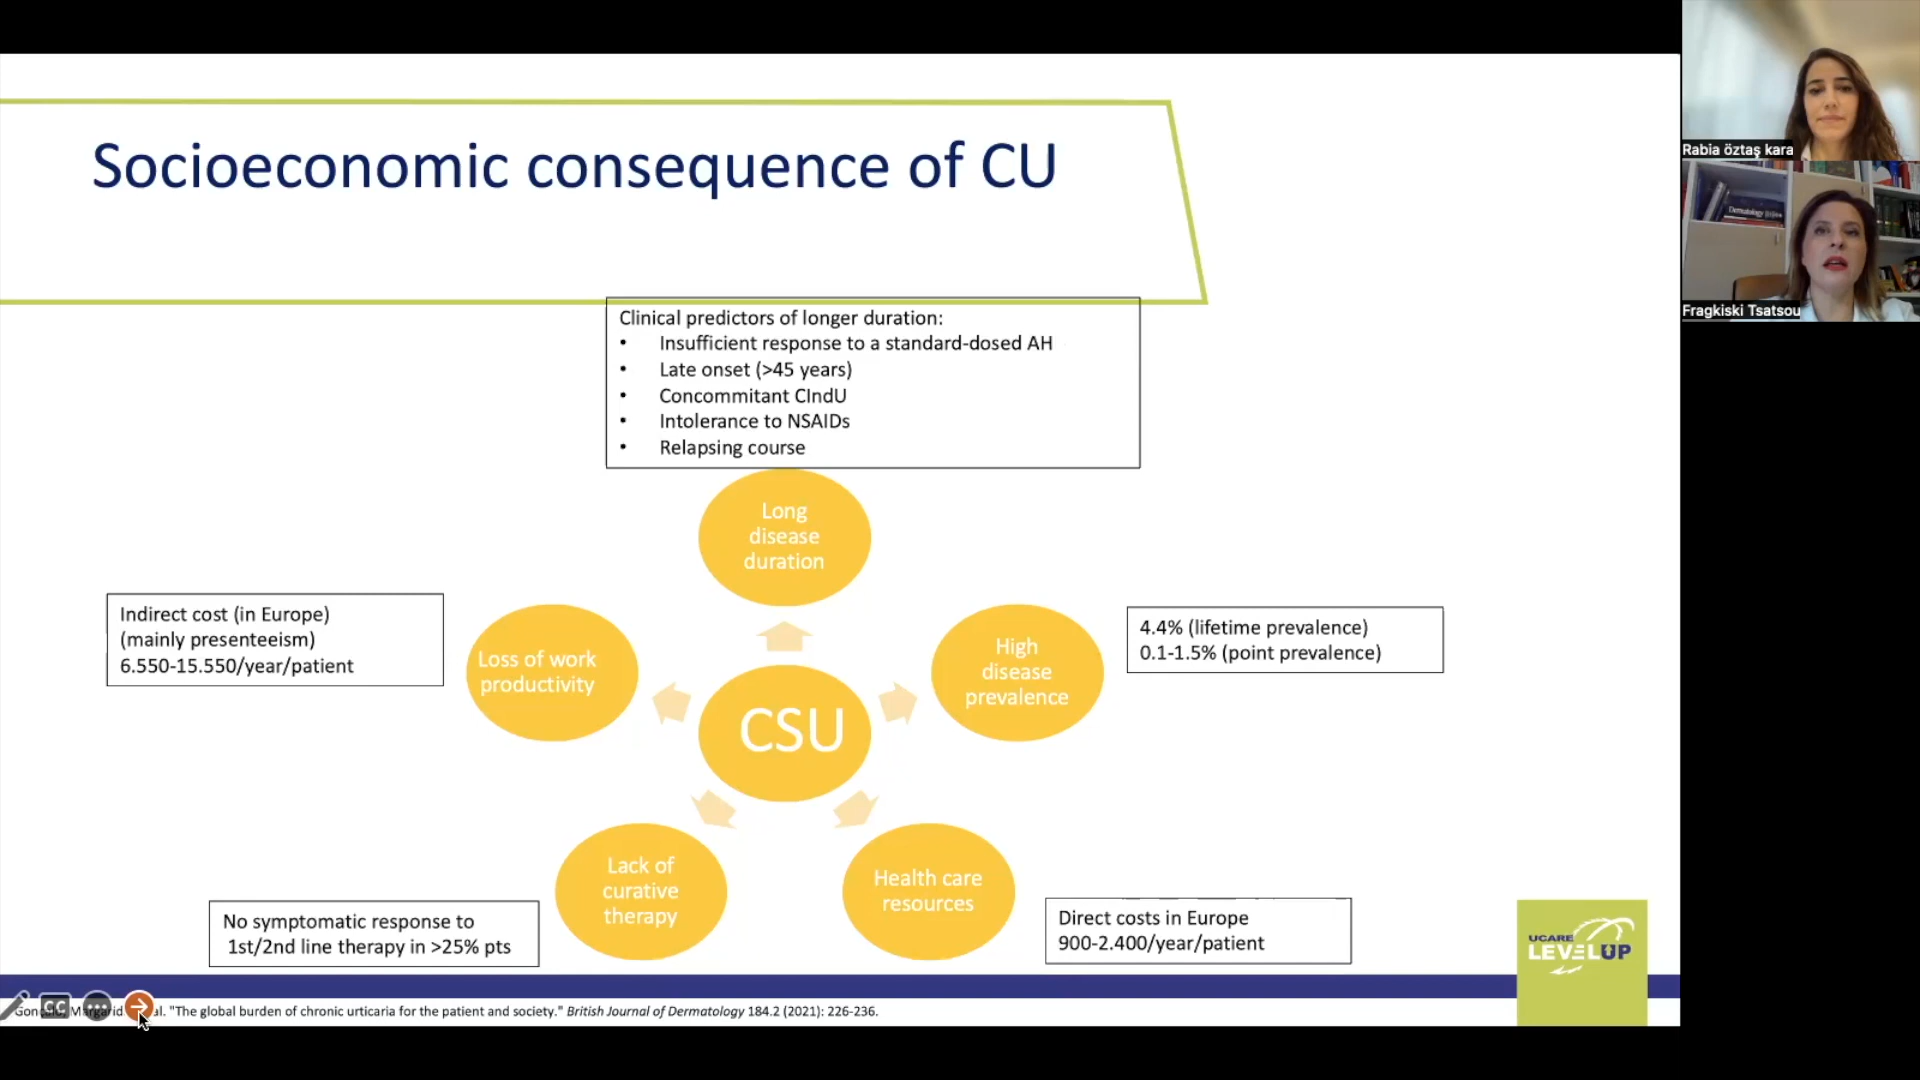 Socioeconomic consequence of CU
Clinical predictors of longer duration:
• Insufficient response to a standard-dosed AH
• Late onset (>45 years)
• Concommitant CIndU
• Intolerance to NSAIDs
• Relapsing course
Long
disease
duration
Indirect cost (in Europe)
(mainly presenteeism)
6.550-15.550/year/patient
Loss of work
productivity
High
disease
prevalence
4.4% (lifetime prevalence)
0.1-1.5% (point prevalence)
CSU
Lack of
curative
therapy
No symptomatic response to
1st/2nd line therapy in >25% pts
Health care
resources
Direct costs in Europe
900-2.400/year/patient
UCARE
LEVELUP
CC
al. "The global burden of chronic urticaria for the patient and society." British Journal of Dermatology 184.2 (2021): 226-236.
Rabia öztaş kara
Dermatology
Fragkiski Tsatsou